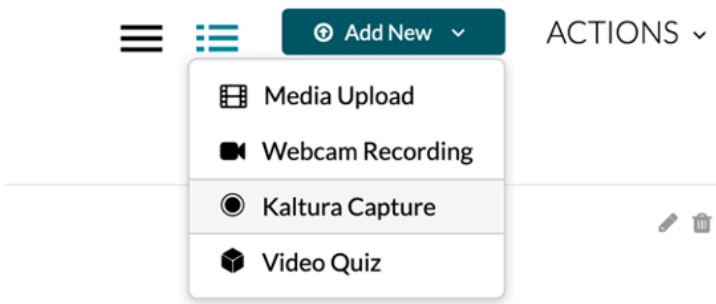 Add New
ACTIONS
Media Upload
Webcam Recording
Kaltura Capture
Video Quiz